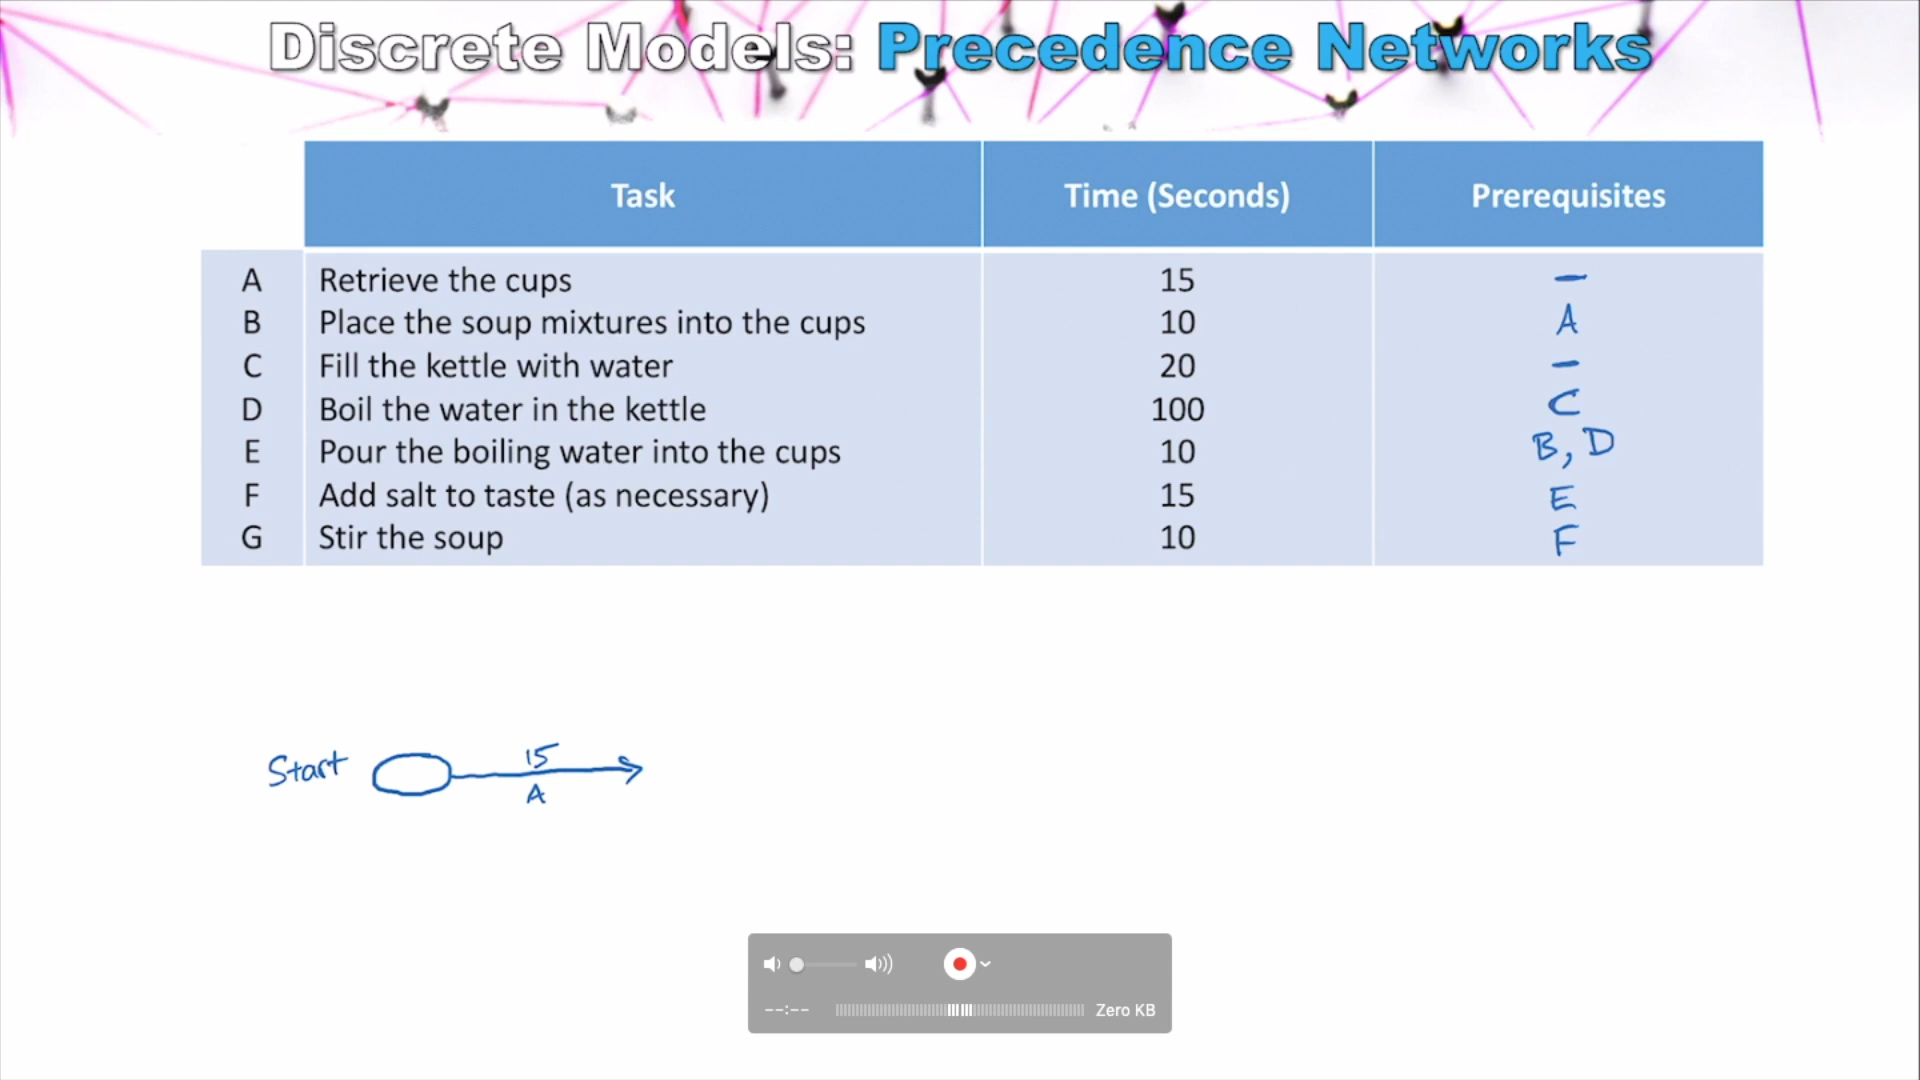 Discrete Models: Precedence Networks
Task Time (Seconds) Prerequisites
A Retrieve the cups 15 –
B Place the soup mixtures into the cups 10 A
C Fill the kettle with water 20 –
D Boil the water in the kettle 100 C
E Pour the boiling water into the cups 10 B, D
F Add salt to taste (as necessary) 15 E
G Stir the soup 10 F
Start 15
A
--:-- Zero KB